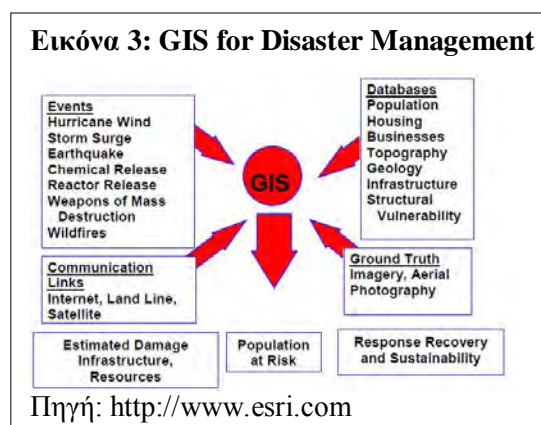 Εικόνα 3: GIS for Disaster Management
Events
Hurricane Wind
Storm Surge
Earthquake
Chemical Release
Reactor Release
Weapons of Mass
Destruction
Wildfires
Databases
Population
Housing
Businesses
Topography
Geology
Infrastructure
Structural
Vulnerability
GIS
Communication
Links
Internet, Land Line,
Satellite
Ground Truth
Imagery, Aerial
Photography
Estimated Damage
Infrastructure,
Resources
Population
at Risk
Response Recovery
and Sustainability
Πηγή: http://www.esri.com